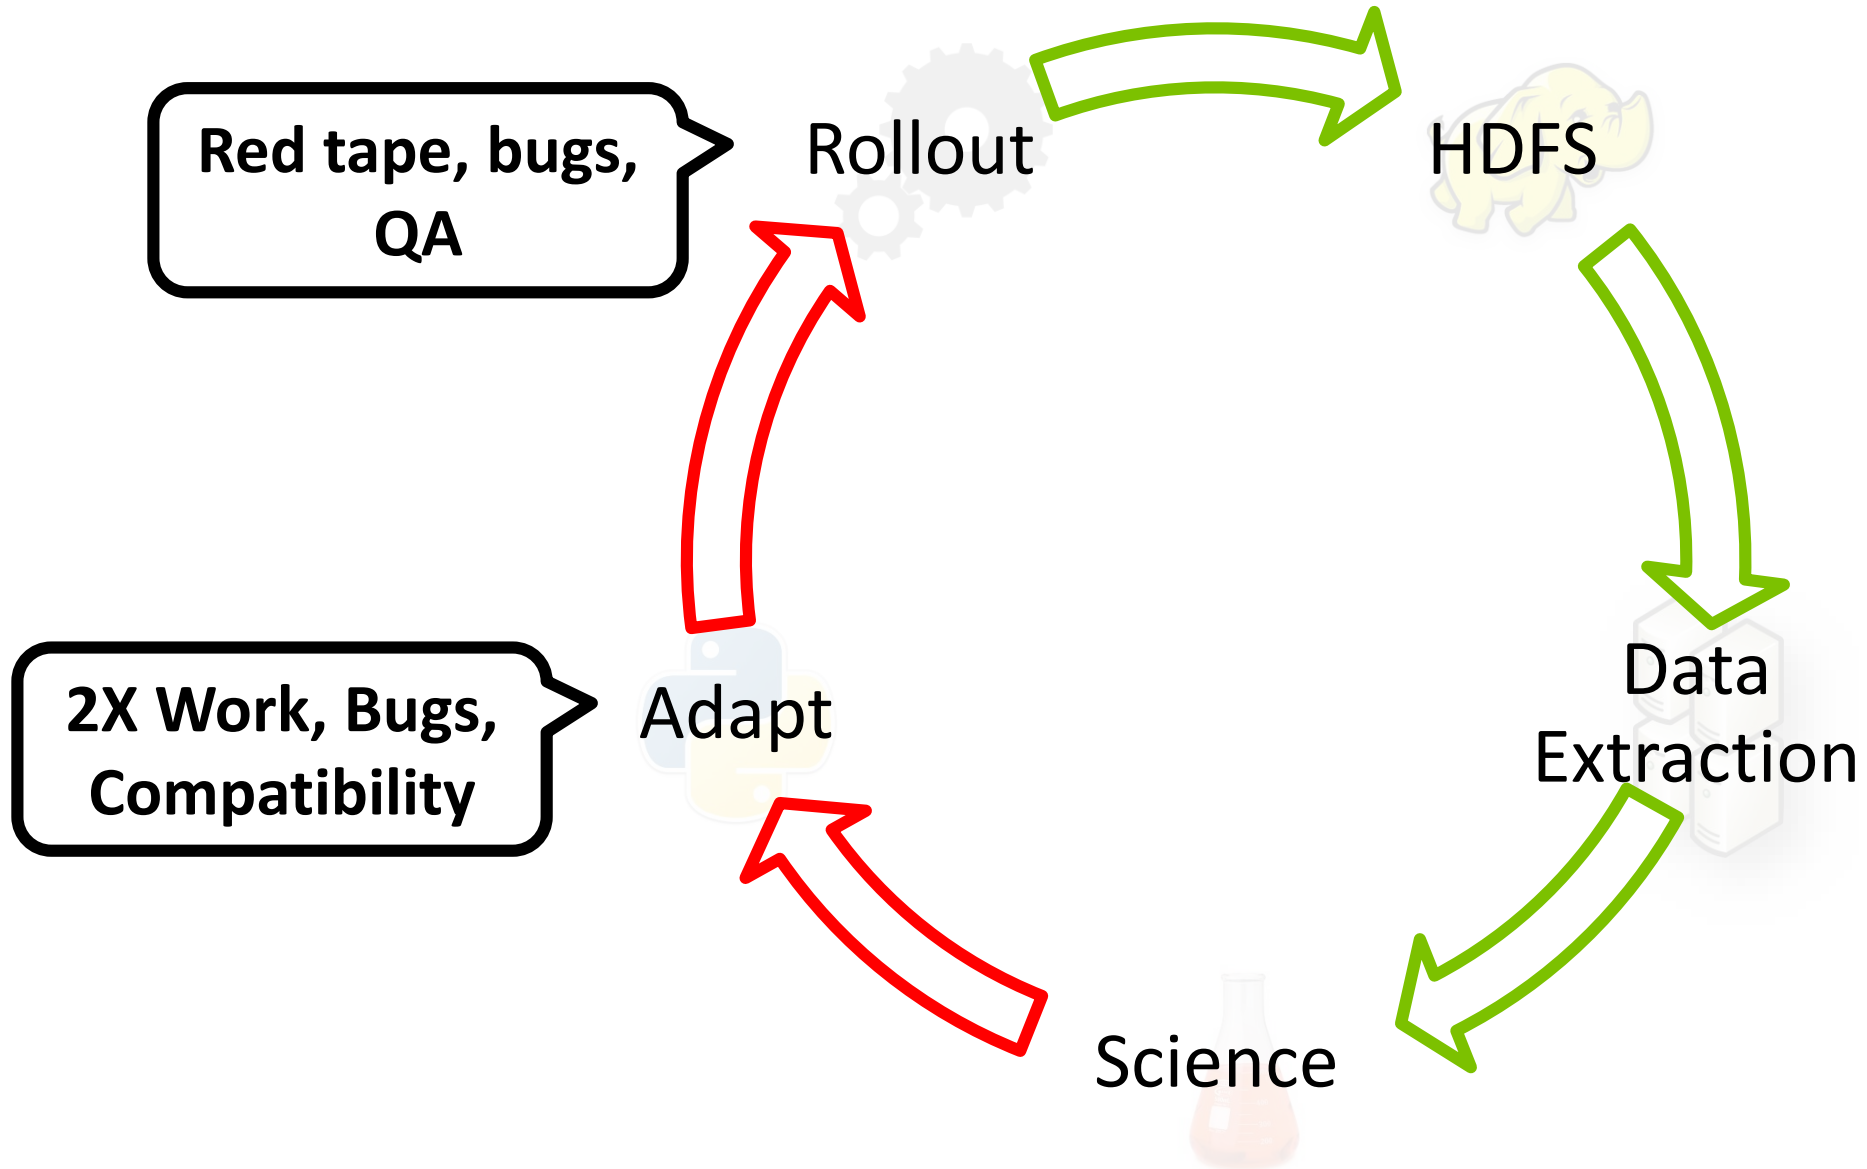 Red tape, bugs,
QA
Rollout
HDFS
2X Work, Bugs,
Compatibility
Adapt
Data
Extraction
Science